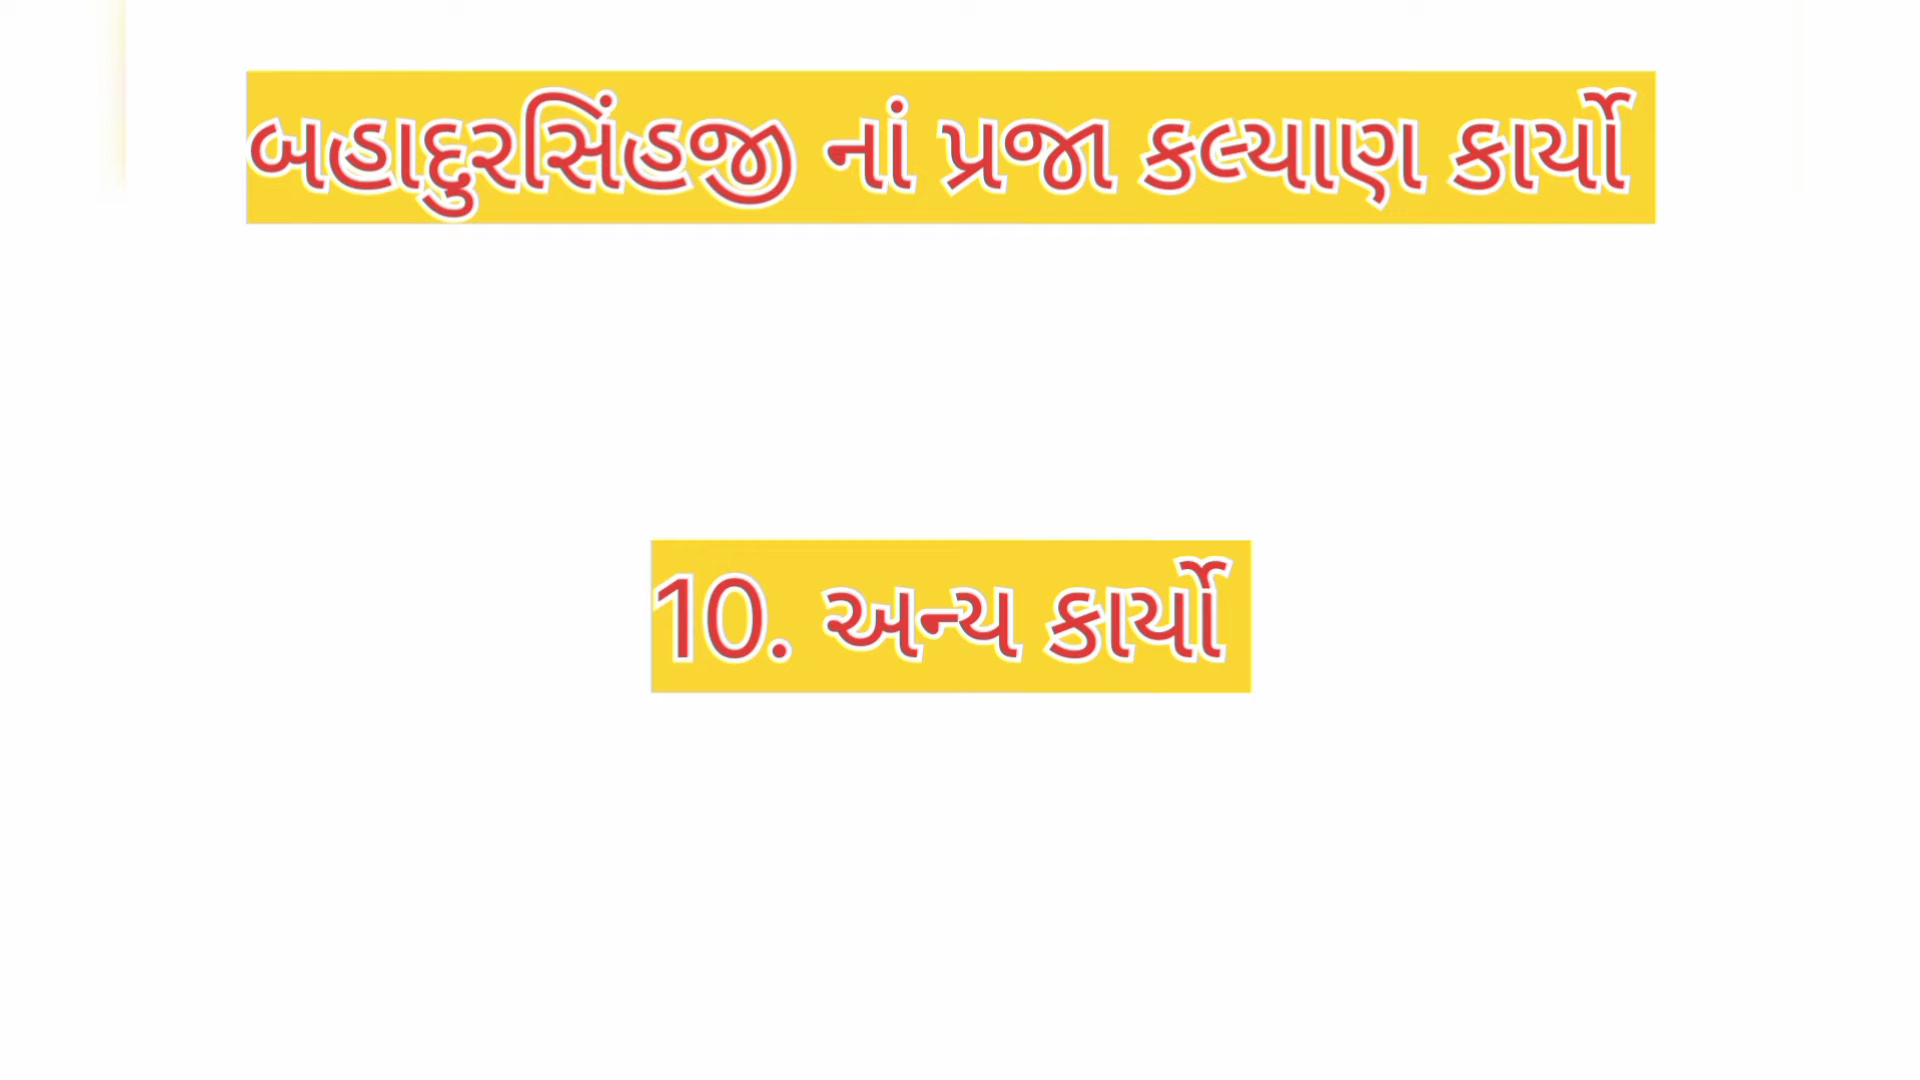 બહાદુરસિંહજી નાં પ્રજા કલ્યાણ કાર્યો
10. અન્ય કાર્યો